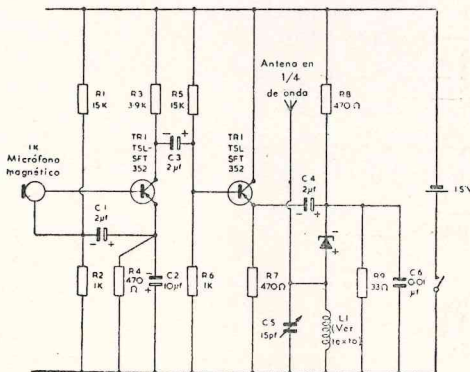 R1
15K
R3
3·9K
R5
15K
Antena en
1/4
de onda
R8
470Ω
1K
Micrófono
magnético
TR1
TSL-
SFT
352
C3
2µf
TR1
TSL
SFT
352
C4
2µf
15V
C1
2µf
R2
1K
R4
470
Ω
C2
10µf
R6
1K
R7
470Ω
C5
15pf
L1
(Ver
texto)
R9
33Ω
C6
0.01
µf